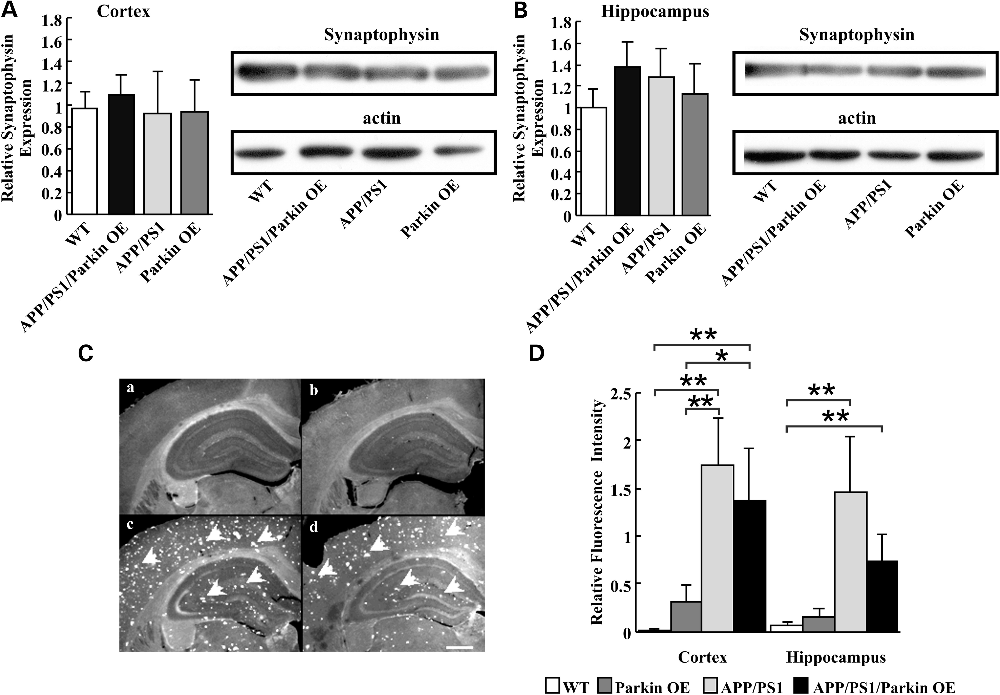 A
Cortex
Relative Synaptophysin
Expression
1.8
1.6
1.4
1.2
1
0.8
0.6
0.4
0.2
0
WT
APP/PS1/Parkin OE
APP/PS1
Parkin OE
Synaptophysin
actin
WT
APP/PS1/Parkin OE
APP/PS1
Parkin OE
B
Hippocampus
Relative Synaptophysin
Expression
1.8
1.6
1.4
1.2
1
0.8
0.6
0.4
0.2
0
WT
APP/PS1/Parkin OE
APP/PS1
Parkin OE
Synaptophysin
actin
WT
APP/PS1/Parkin OE
APP/PS1
Parkin OE
C
a
b
c
d
D
**
*
**
**
**
**
Relative Fluorescence Intensity
2.5
2
1.5
1
0.5
0
Cortex
Hippocampus
WT
Parkin OE
APP/PS1
APP/PS1/Parkin OE